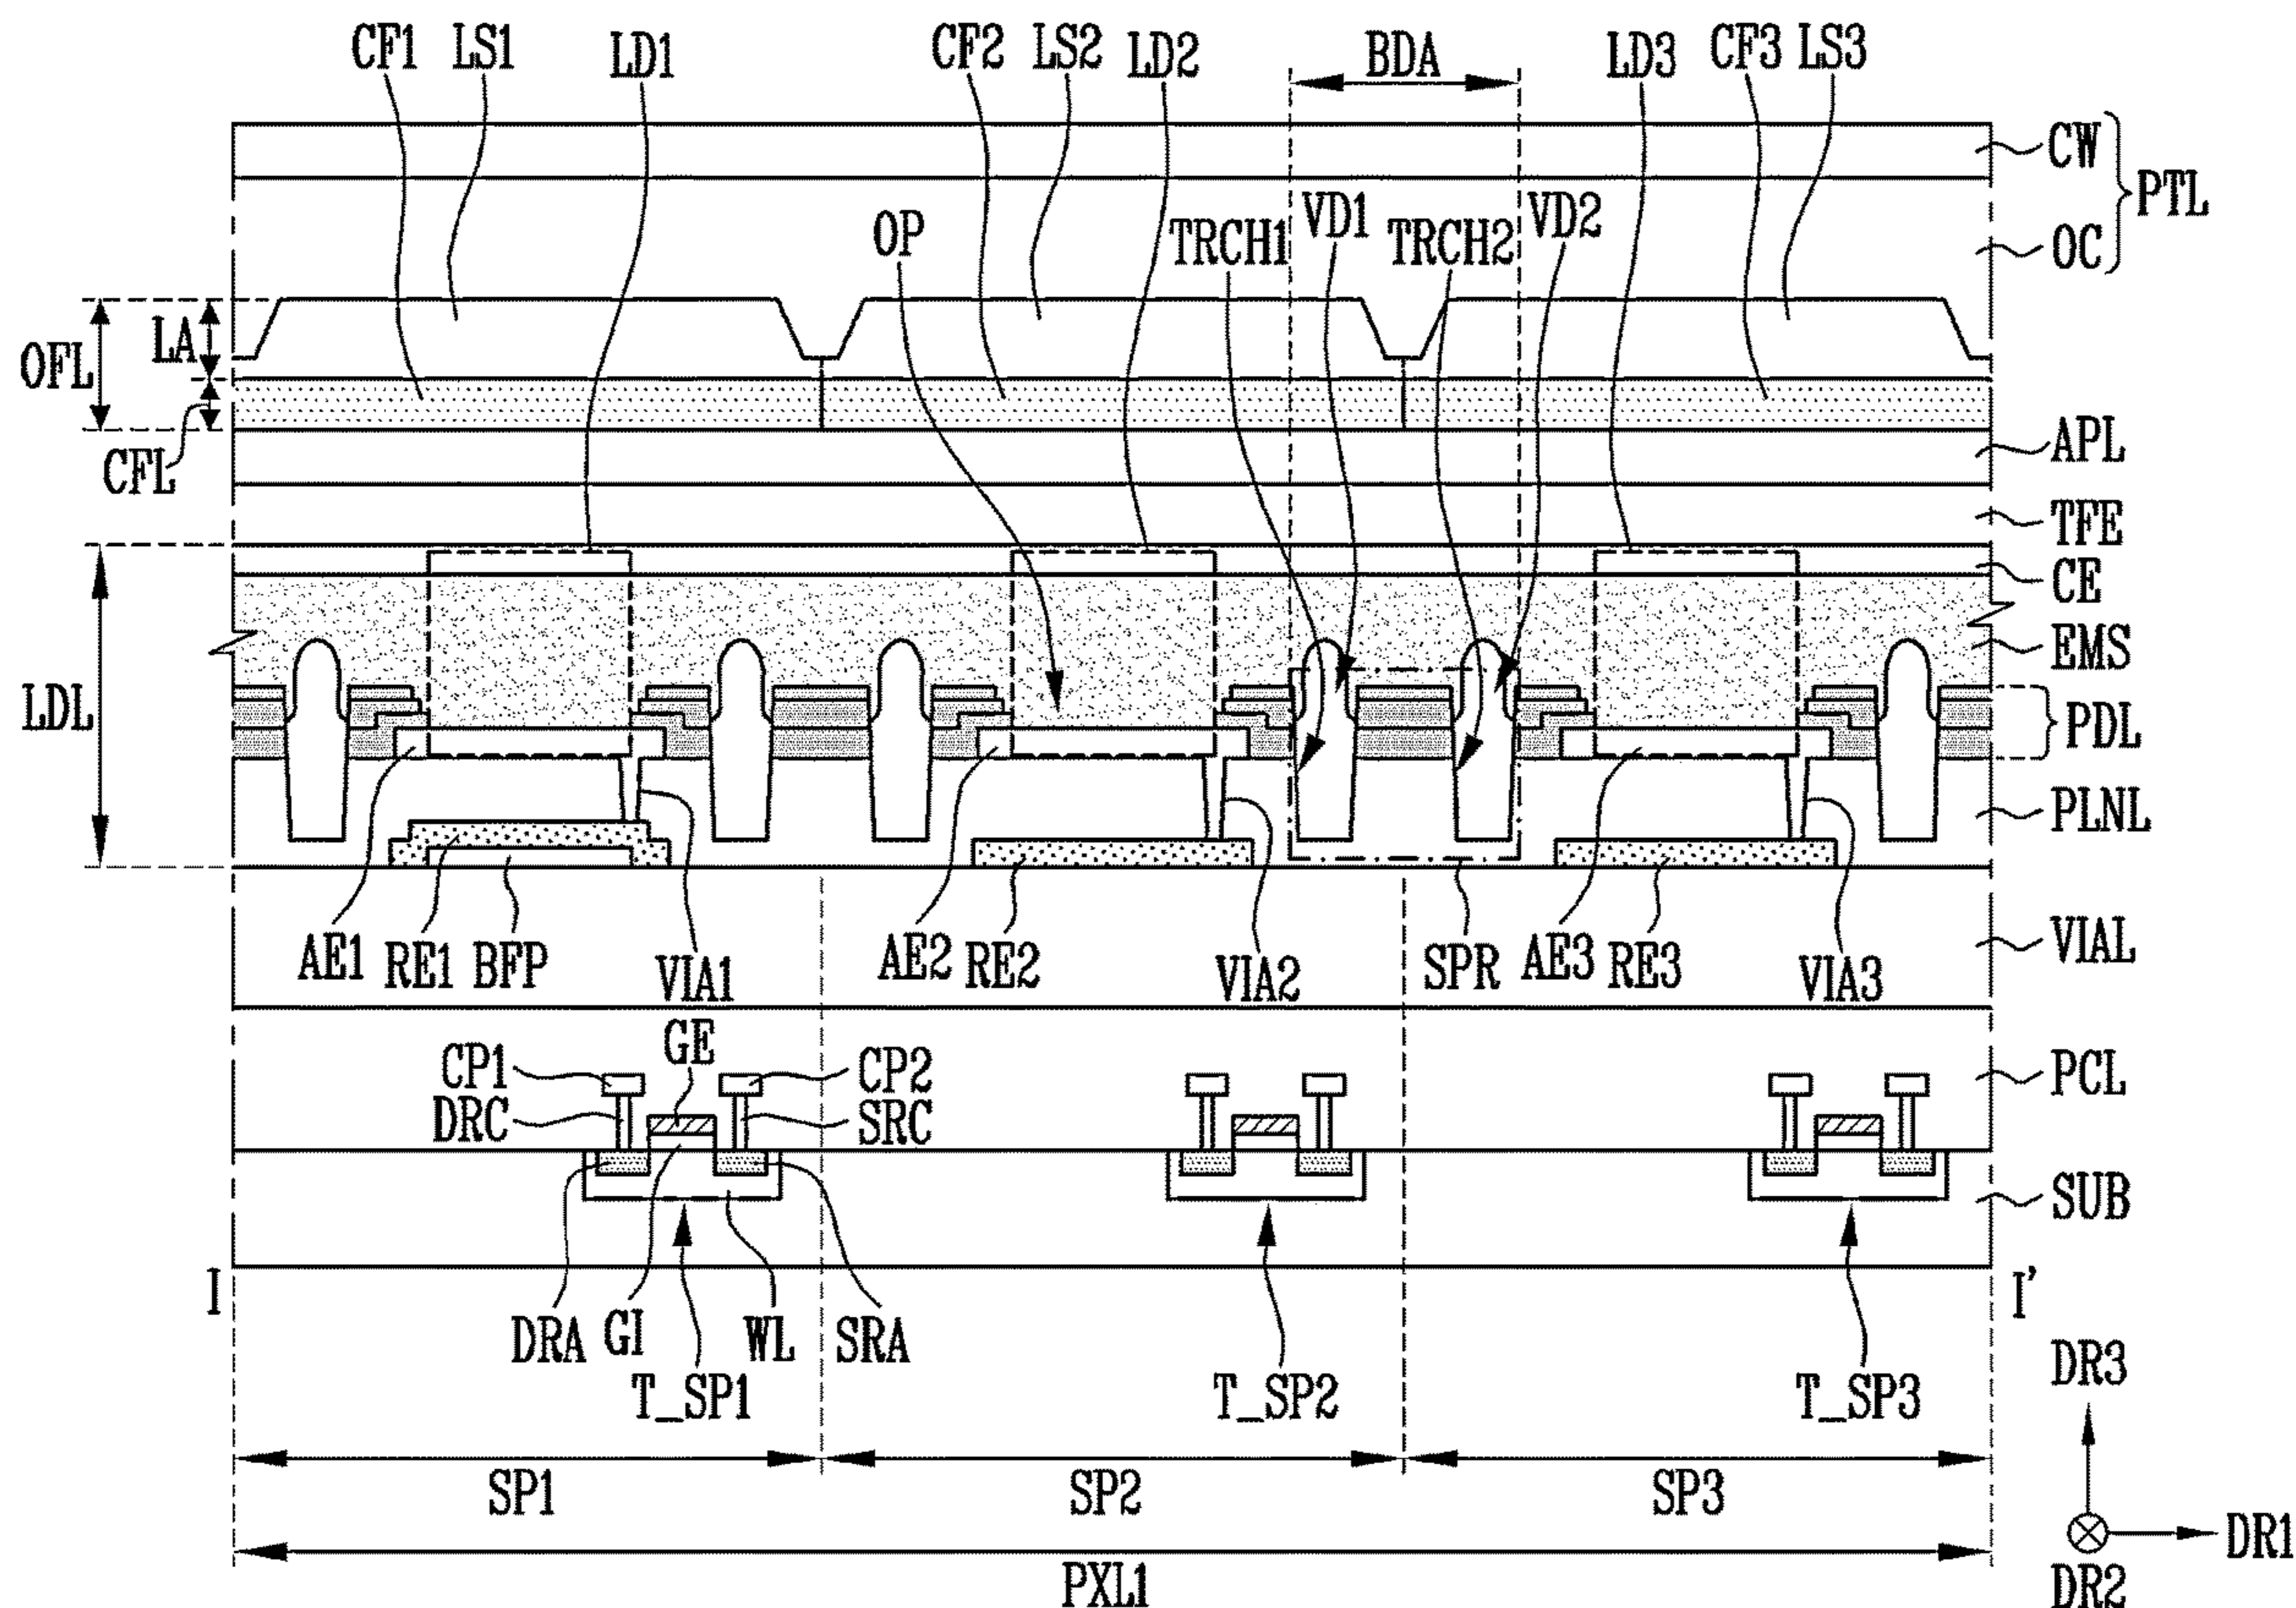 CF1 LS1 LD1 CF2 LS2 LD2 BDA LD3 CF3 LS3
CW
PTL
OP TRCH1 VD1 TRCH2 VD2
OC
LA
OFL
CFL
APL
TFE
CE
EMS
LDL
PDL
PLNL
AE1 RE1 BFP VIA1 AE2 RE2 VIA2 SPR AE3 RE3 VIA3
VIAL
CP1 GE CP2
PCL
DRC SRC
SUB
I I'
DRA GI WL SRA
DR3
T_SP1 T_SP2 T_SP3
SP1 SP2 SP3
DR1
PXL1
DR2